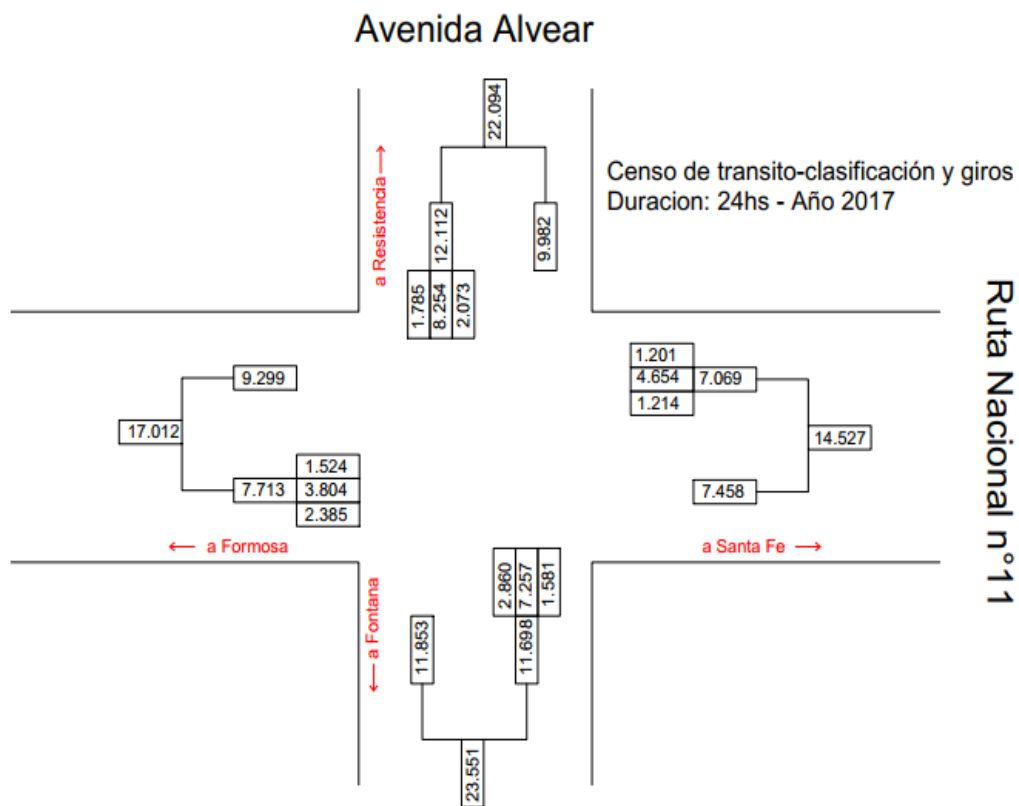 Avenida Alvear
22.094
Censo de transito-clasificación y giros
Duracion: 24hs - Año 2017
a Resistencia
12.112
9.982
1.785
8.254
2.073
Ruta Nacional n°11
1.201
9.299
4.654 7.069
1.214
17.012
14.527
1.524
7.713 3.804
7.458
2.385
a Formosa
a Santa Fe
a Fontana
2.860
7.257
1.581
11.853
11.698
23.551